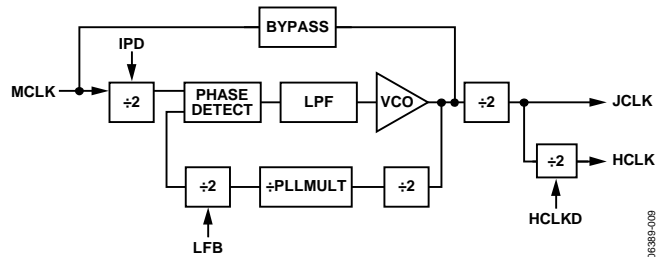 BYPASS
IPD
MCLK
÷2
PHASE
DETECT
LPF
VCO
÷2
JCLK
÷2
÷PLLMULT
÷2
÷2
HCLK
LFB
HCLKD
06389-009